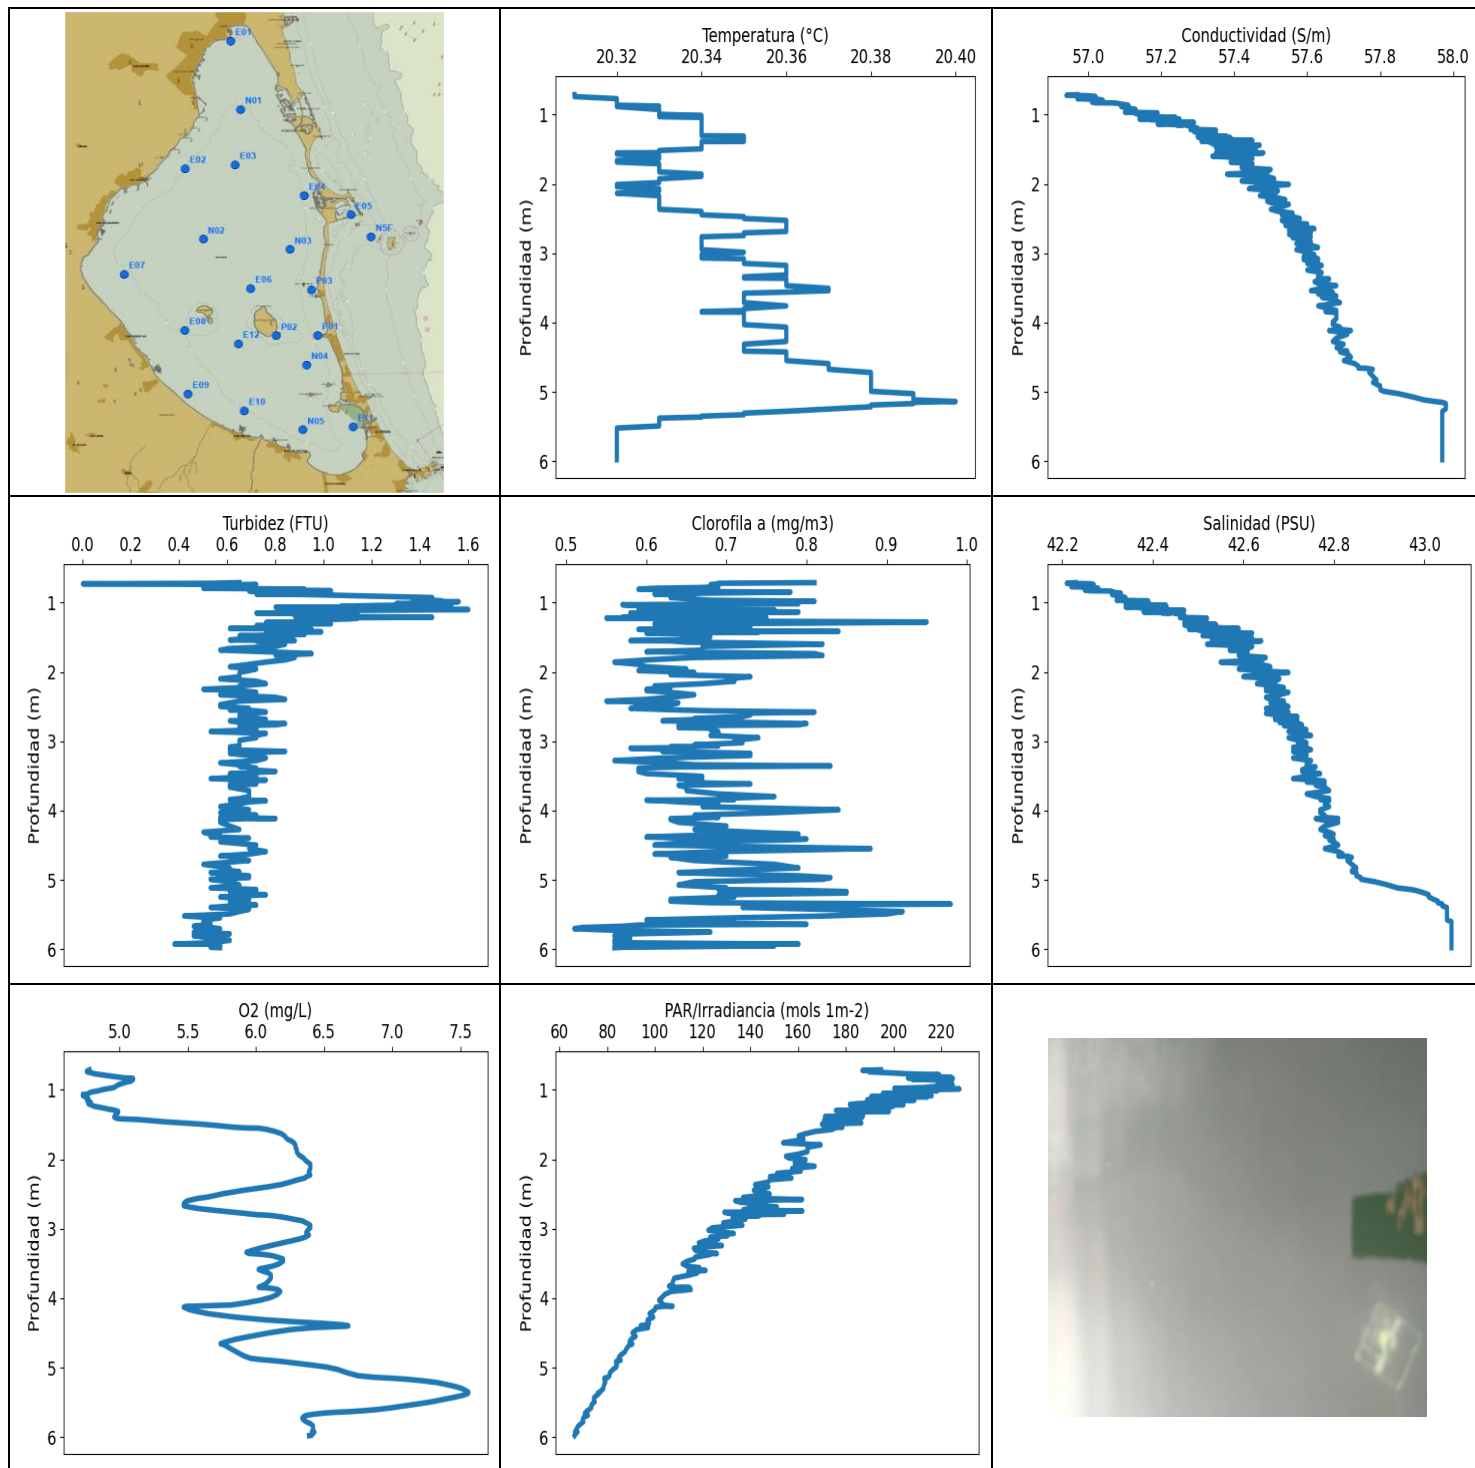 E01
N01
E02
E03
E04
E05
N5F
N02
N03
E07
E06
P03
E08
P02
P01
E12
N04
E09
E10
N05
E11
Temperatura (°C)
20.32 20.34 20.36 20.38 20.40
Profundidad (m)
1
2
3
4
5
6
Conductividad (S/m)
57.0 57.2 57.4 57.6 57.8 58.0
Profundidad (m)
1
2
3
4
5
6
Turbidez (FTU)
0.0 0.2 0.4 0.6 0.8 1.0 1.2 1.4 1.6
Profundidad (m)
1
2
3
4
5
6
Clorofila a (mg/m3)
0.5 0.6 0.7 0.8 0.9 1.0
Profundidad (m)
1
2
3
4
5
6
Salinidad (PSU)
42.2 42.4 42.6 42.8 43.0
Profundidad (m)
1
2
3
4
5
6
O2 (mg/L)
5.0 5.5 6.0 6.5 7.0 7.5
Profundidad (m)
1
2
3
4
5
6
PAR/Irradiancia (mols 1m-2)
60 80 100 120 140 160 180 200 220
Profundidad (m)
1
2
3
4
5
6